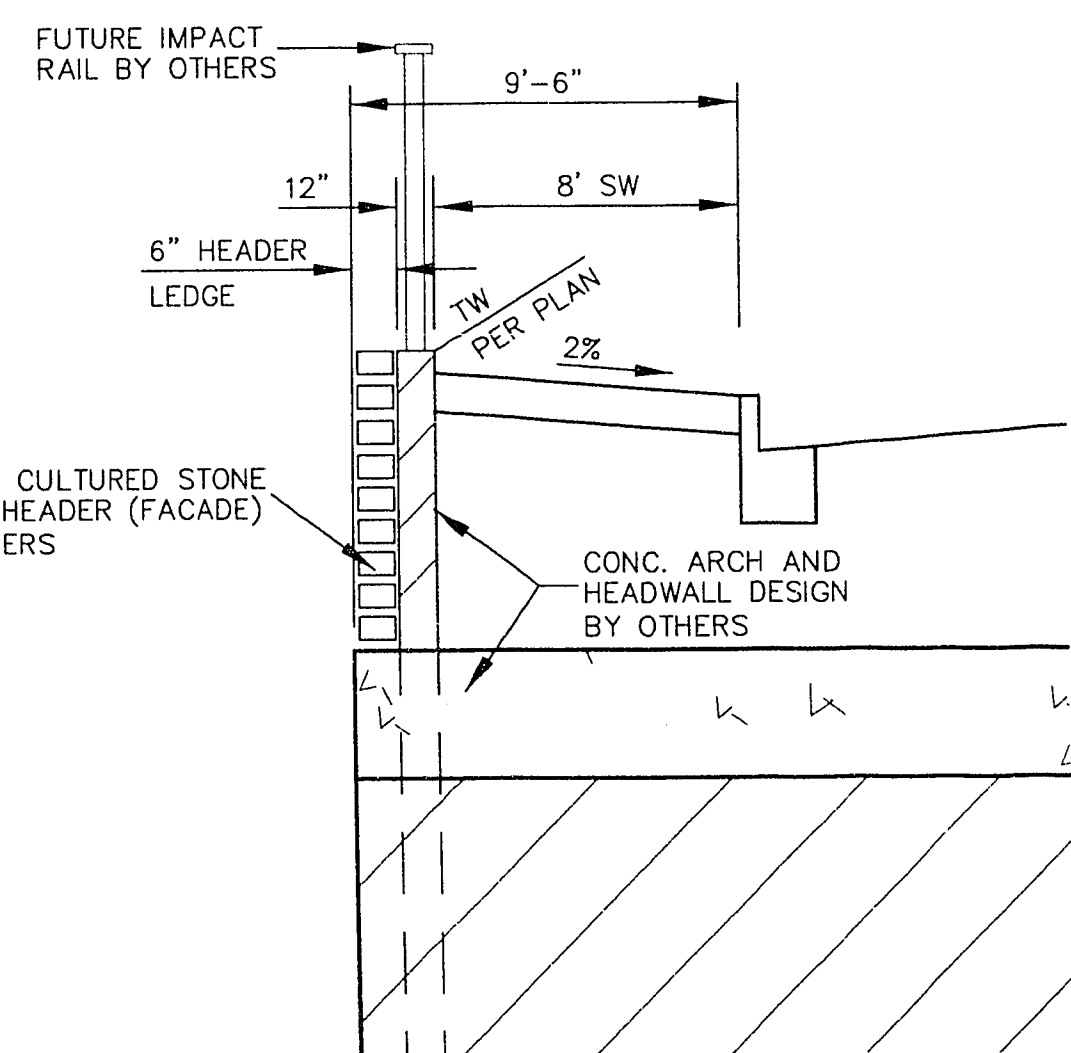 FUTURE IMPACT
RAIL BY OTHERS
9'-6"
12"
8' SW
6" HEADER
LEDGE
TW
PER PLAN
2%
CULTURED STONE
HEADER (FACADE)
ERS
CONC. ARCH AND
HEADWALL DESIGN
BY OTHERS